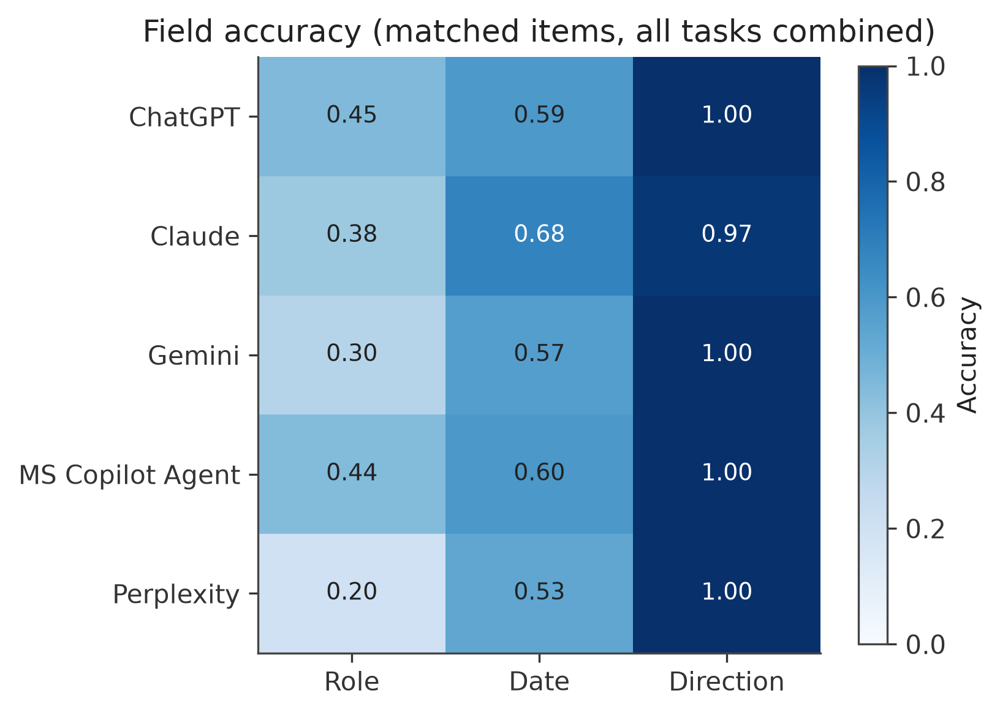 Field accuracy (matched items, all tasks combined)
ChatGPT 0.45 0.59 1.00
Claude 0.38 0.68 0.97
Gemini 0.30 0.57 1.00
MS Copilot Agent 0.44 0.60 1.00
Perplexity 0.20 0.53 1.00
Role Date Direction
1.0
0.8
0.6
0.4
0.2
0.0
Accuracy